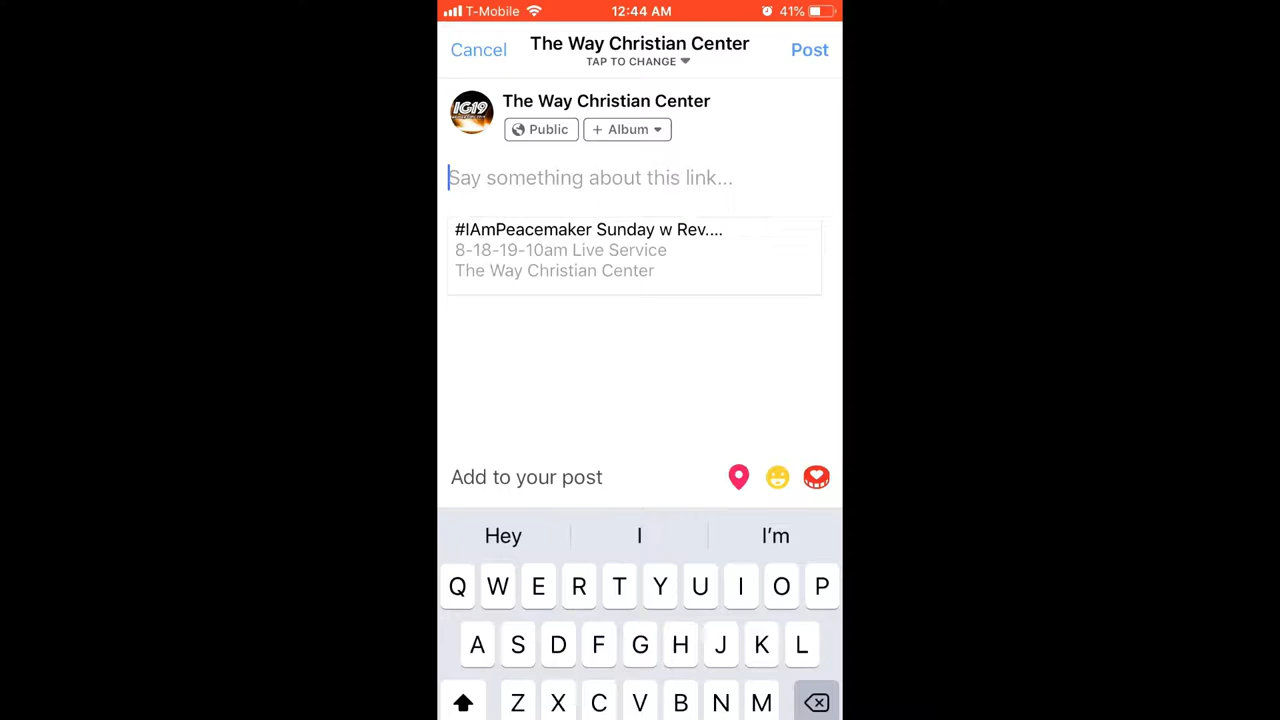 T-Mobile 12:44 AM 41%
Cancel The Way Christian Center Post
TAP TO CHANGE
The Way Christian Center
IG19
Public + Album
Say something about this link...
#IAmPeacemaker Sunday w Rev....
8-18-19-10am Live Service
The Way Christian Center
Add to your post
Hey I I'm
Q W E R T Y U I O P
A S D F G H J K L
Z X C V B N M